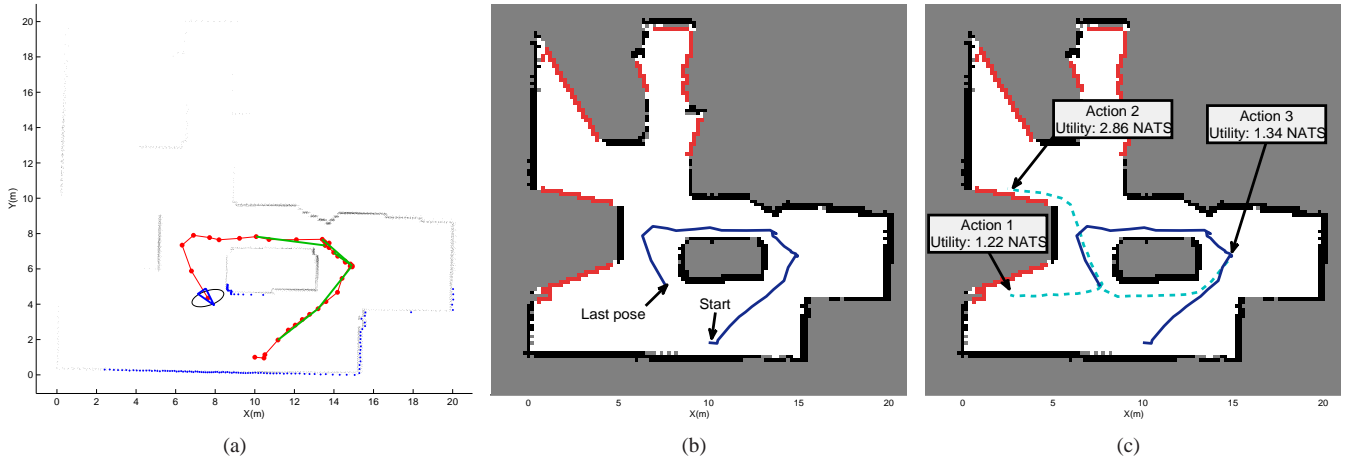 20
18
16
14
12
10
8
6
4
2
0
Y(m)
0 2 4 6 8 10 12 14 16 18 20
X(m)
(a)
Last pose
Start
0 5 10 15 20
X(m)
(b)
Action 2
Utility: 2.86 NATS
Action 3
Utility: 1.34 NATS
Action 1
Utility: 1.22 NATS
0 5 10 15 20
X(m)
(c)